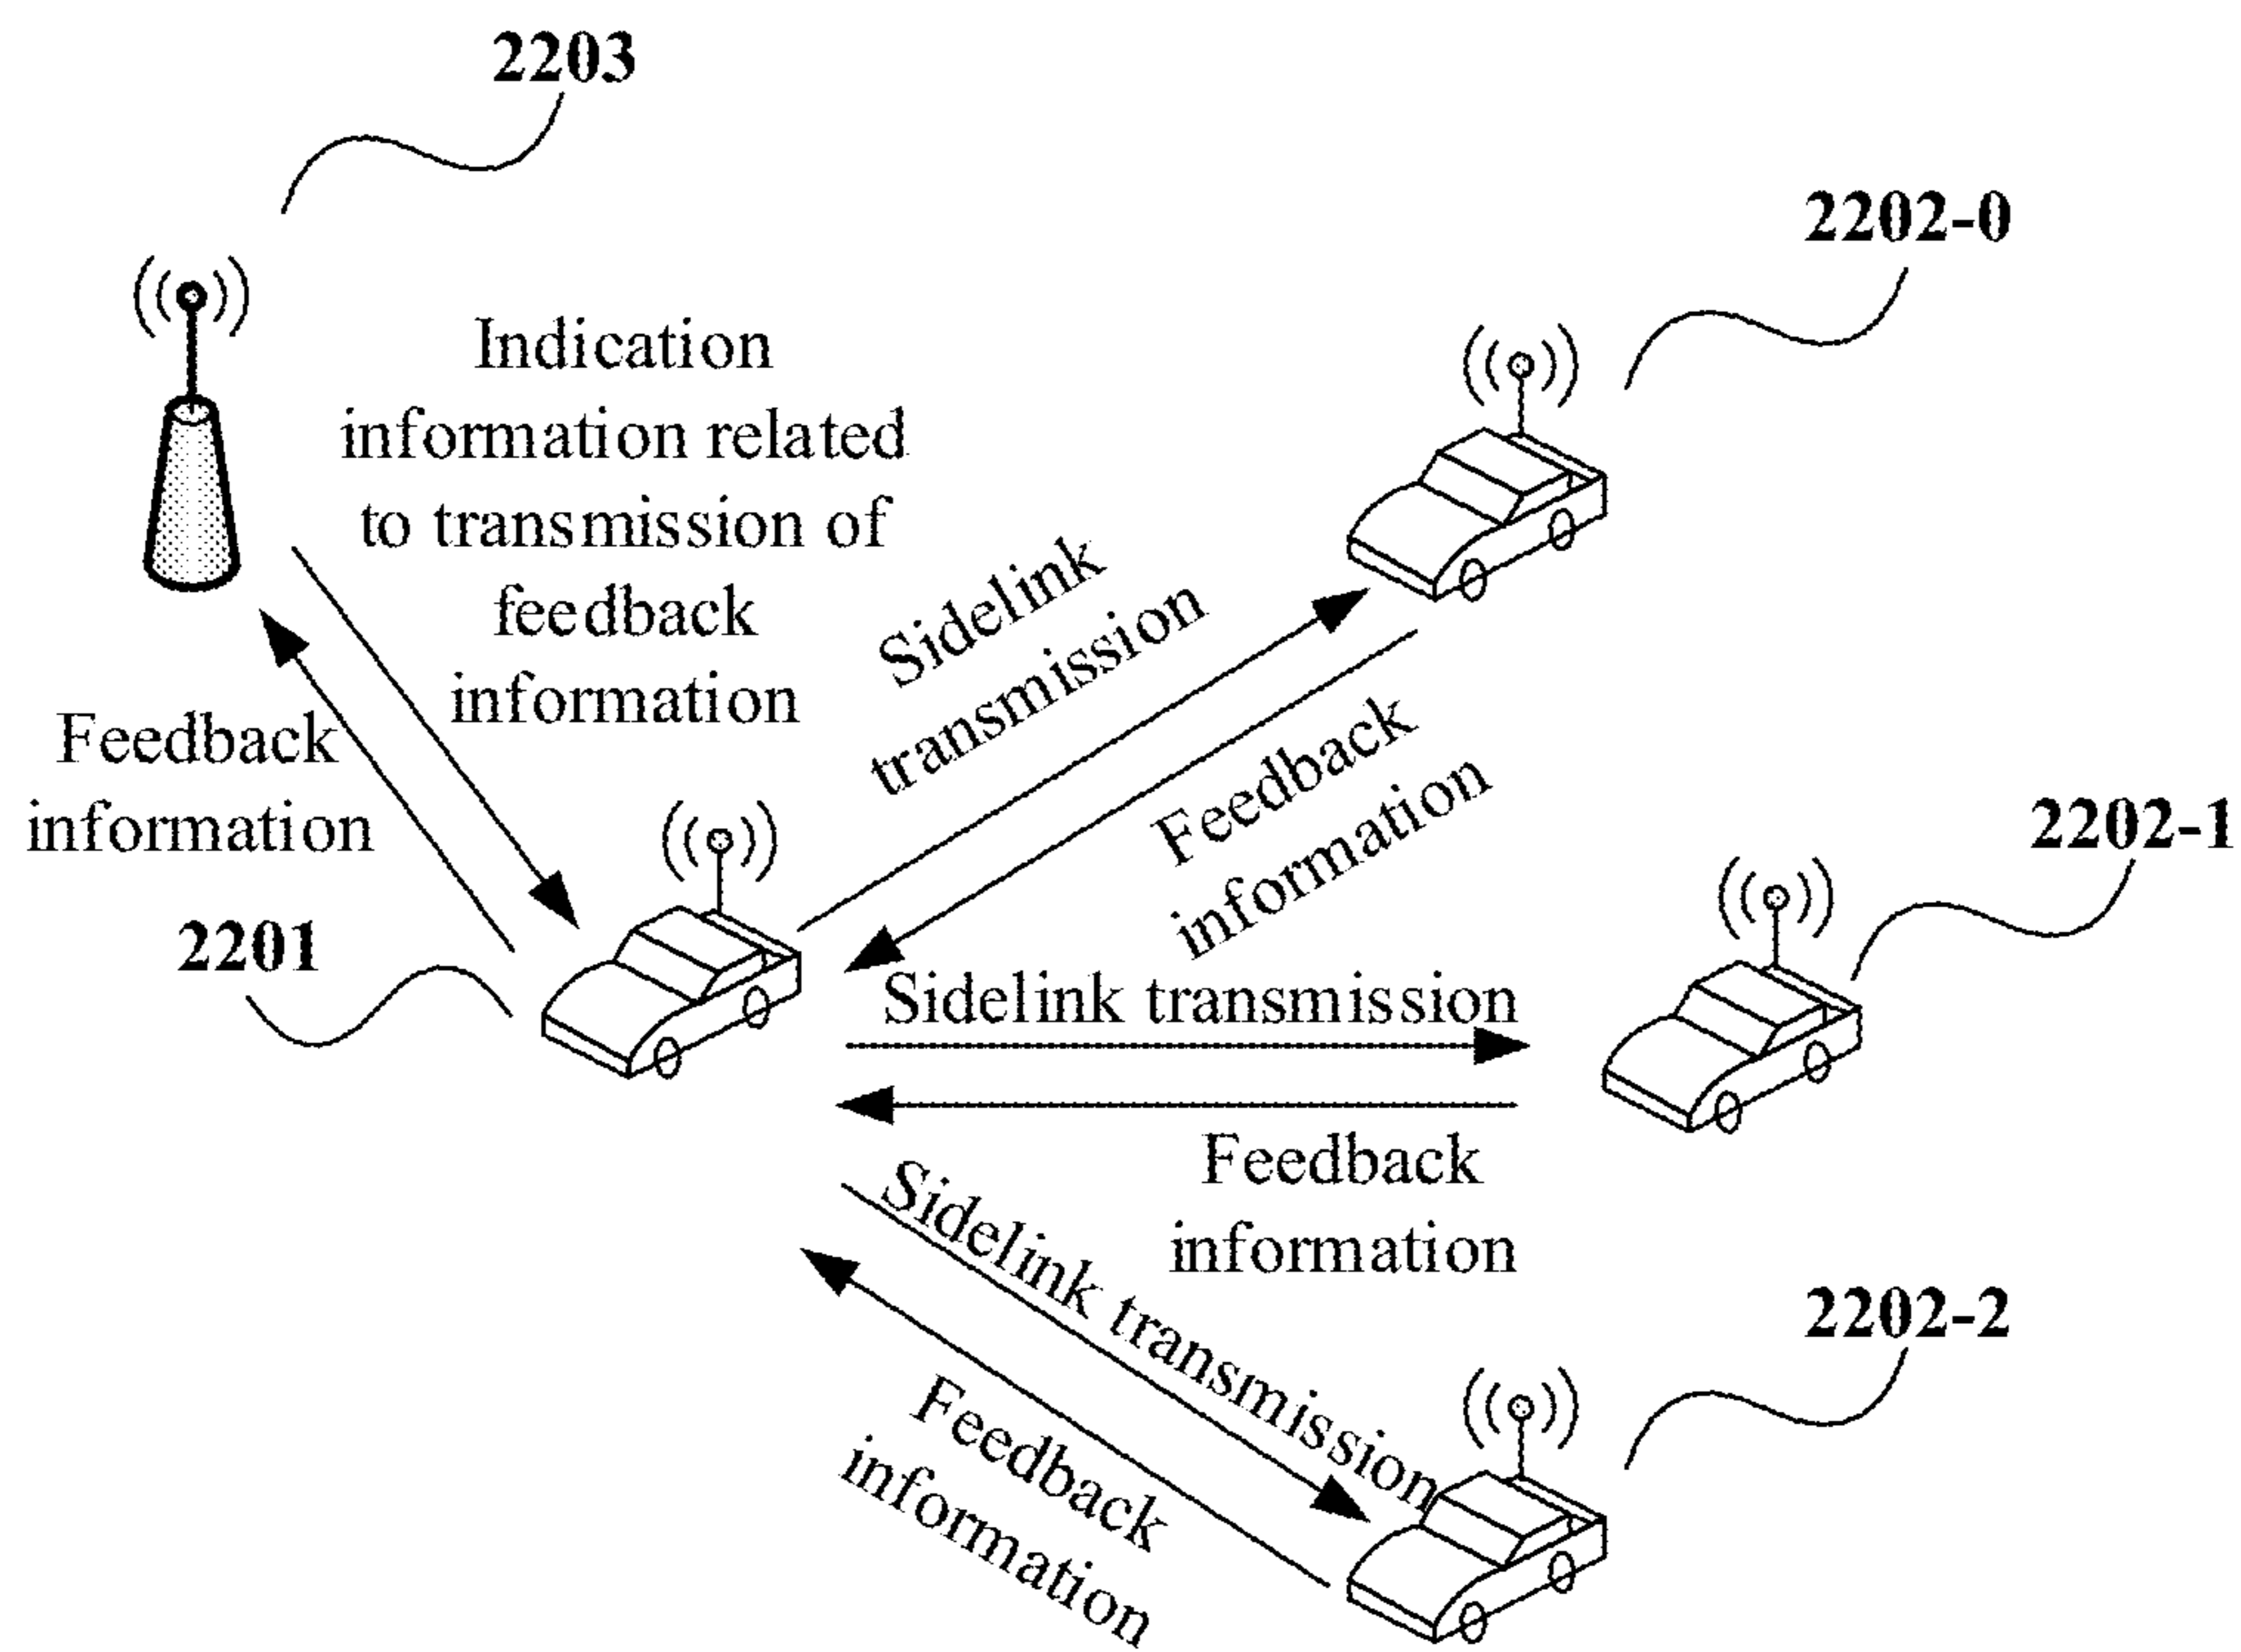 2203
2202-0
Indication
information related
to transmission of
feedback
information
Sidelink
transmission
Feedback
information
Feedback
information
2202-1
2201
Sidelink transmission
Feedback
information
Sidelink transmission
2202-2
Feedback
information